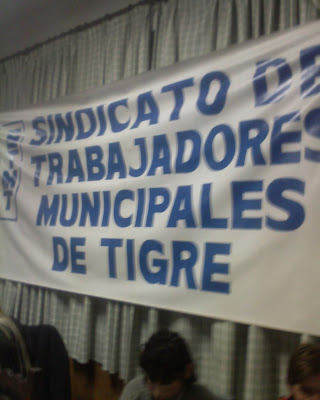 SINDICATO DE
TRABAJADORES
MUNICIPALES
DE TIGRE